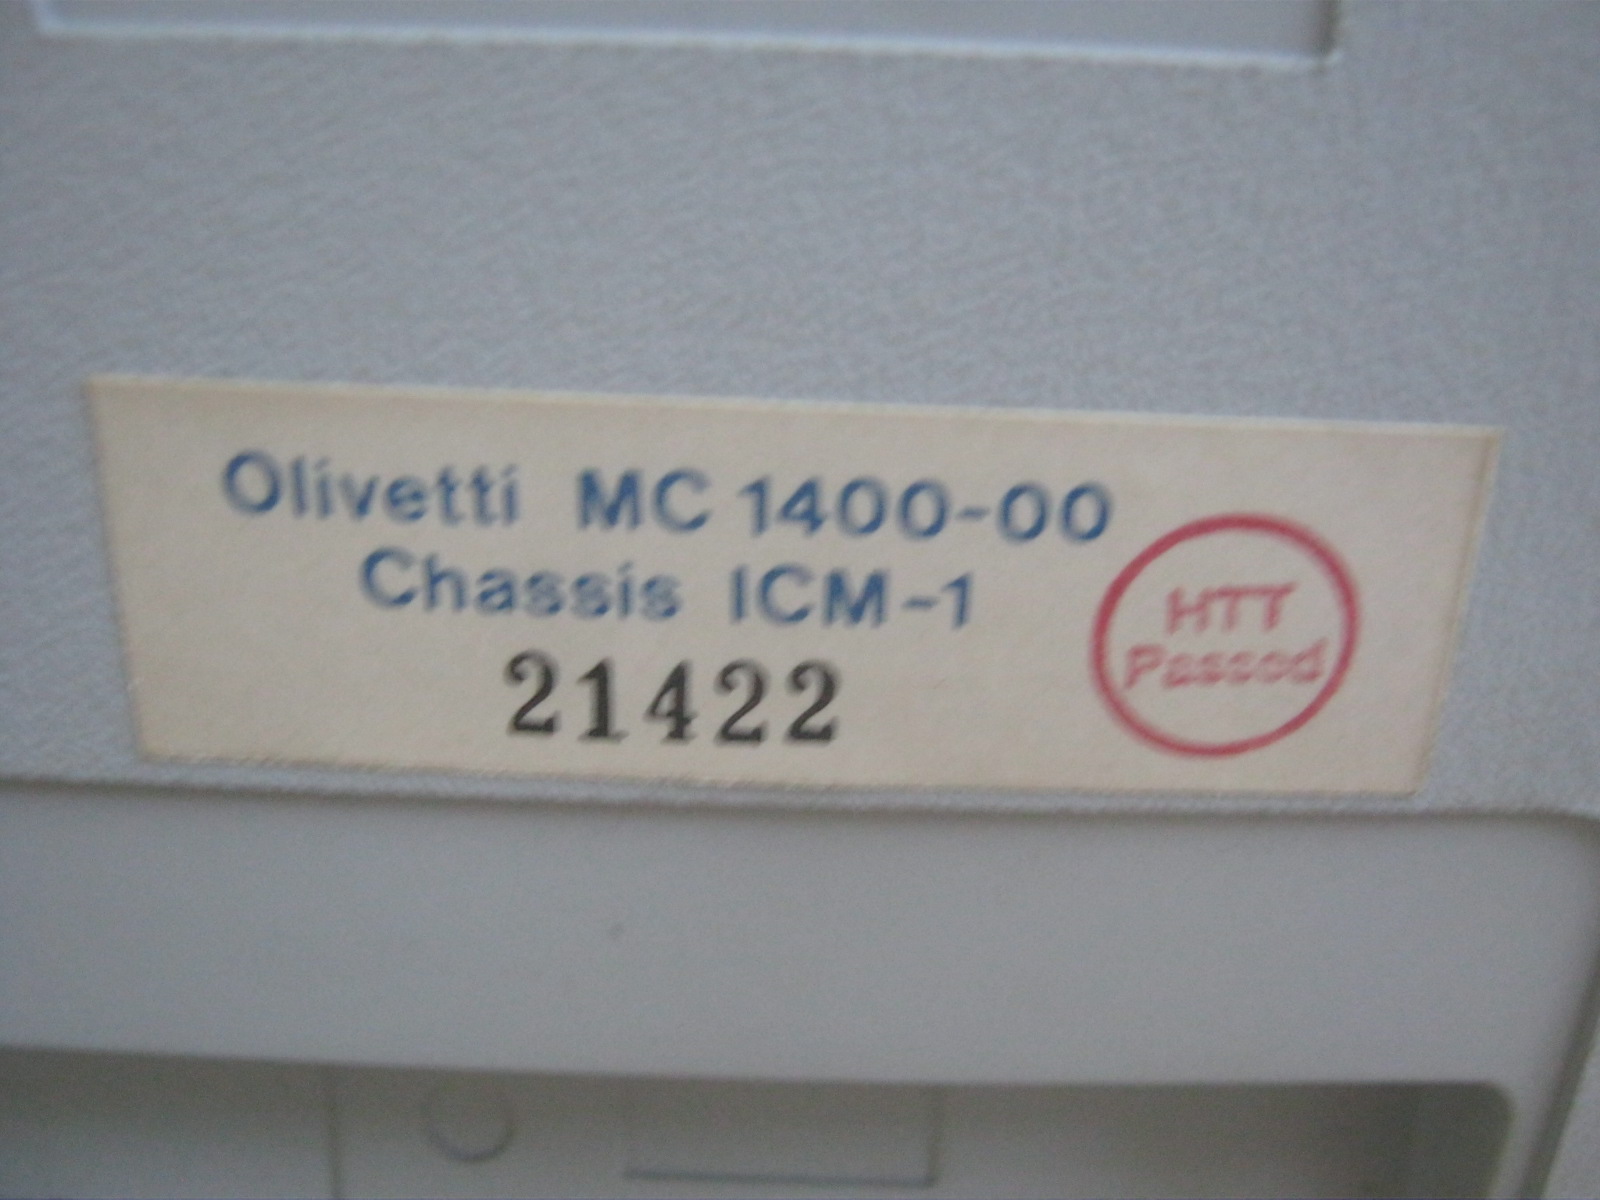 Olivetti MC 1400-00
Chassis ICM-1
21422
HTT
Passed